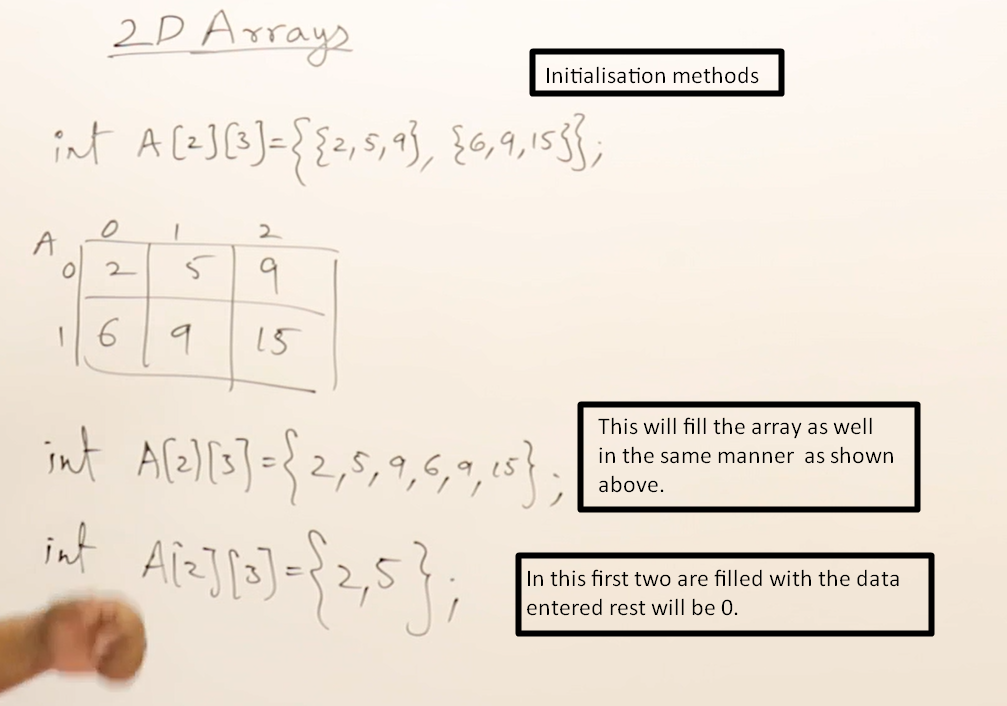 2D Arrays
Initialisation methods
int A[2][3]={{2,5,9}, {6,9,15}};
A 0 1 2
0 2 5 9
1 6 9 15
int A[2][3]={2,5,9,6,9,15};
This will fill the array as well
in the same manner as shown
above.
int A[2][3]={2,5};
In this first two are filled with the data
entered rest will be 0.